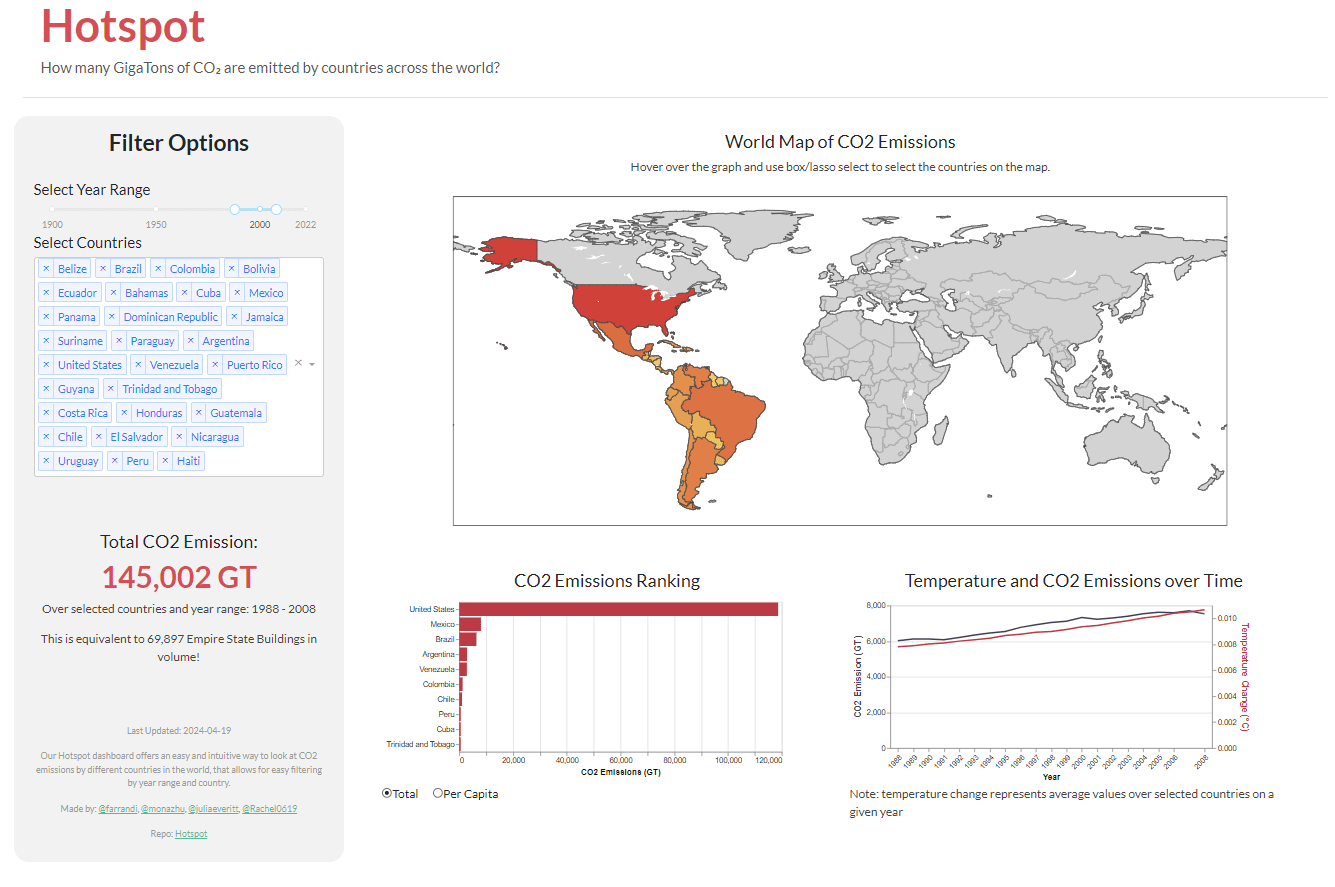 Hotspot
How many GigaTons of CO₂ are emitted by countries across the world?
Filter Options
Select Year Range
1900 1950 2000 2022
Select Countries
× Belize × Brazil × Colombia × Bolivia
× Ecuador × Bahamas × Cuba × Mexico
× Panama × Dominican Republic × Jamaica
× Suriname × Paraguay × Argentina
× United States × Venezuela × Puerto Rico ×
× Guyana × Trinidad and Tobago
× Costa Rica × Honduras × Guatemala
× Chile × El Salvador × Nicaragua
× Uruguay × Peru × Haiti
Total CO2 Emission:
145,002 GT
Over selected countries and year range: 1988 - 2008
This is equivalent to 69,897 Empire State Buildings in
volume!
Last Updated: 2024-04-19
Our Hotspot dashboard offers an easy and intuitive way to look at CO2
emissions by different countries in the world, that allows for easy filtering
by year range and country.
Made by: @farrandi, @monazhu, @juliaeveritt, @Rachel0619
Repo: Hotspot
World Map of CO2 Emissions
Hover over the graph and use box/lasso select to select the countries on the map.
CO2 Emissions Ranking
United States
Mexico
Brazil
Argentina
Venezuela
Colombia
Chile
Peru
Cuba
Trinidad and Tobago
0 20,000 40,000 60,000 80,000 100,000 120,000
CO2 Emissions (GT)
Total Per Capita
Temperature and CO2 Emissions over Time
CO2 Emission (GT)
8,000
6,000
4,000
2,000
0
0.010
0.008
0.006
0.004
0.002
0.000
Temperature Change (°C)
1988 1989 1990 1991 1992 1993 1994 1995 1996 1997 1998 1999 2000 2001 2002 2003 2004 2005 2006 2008
Year
Note: temperature change represents average values over selected countries on a
given year